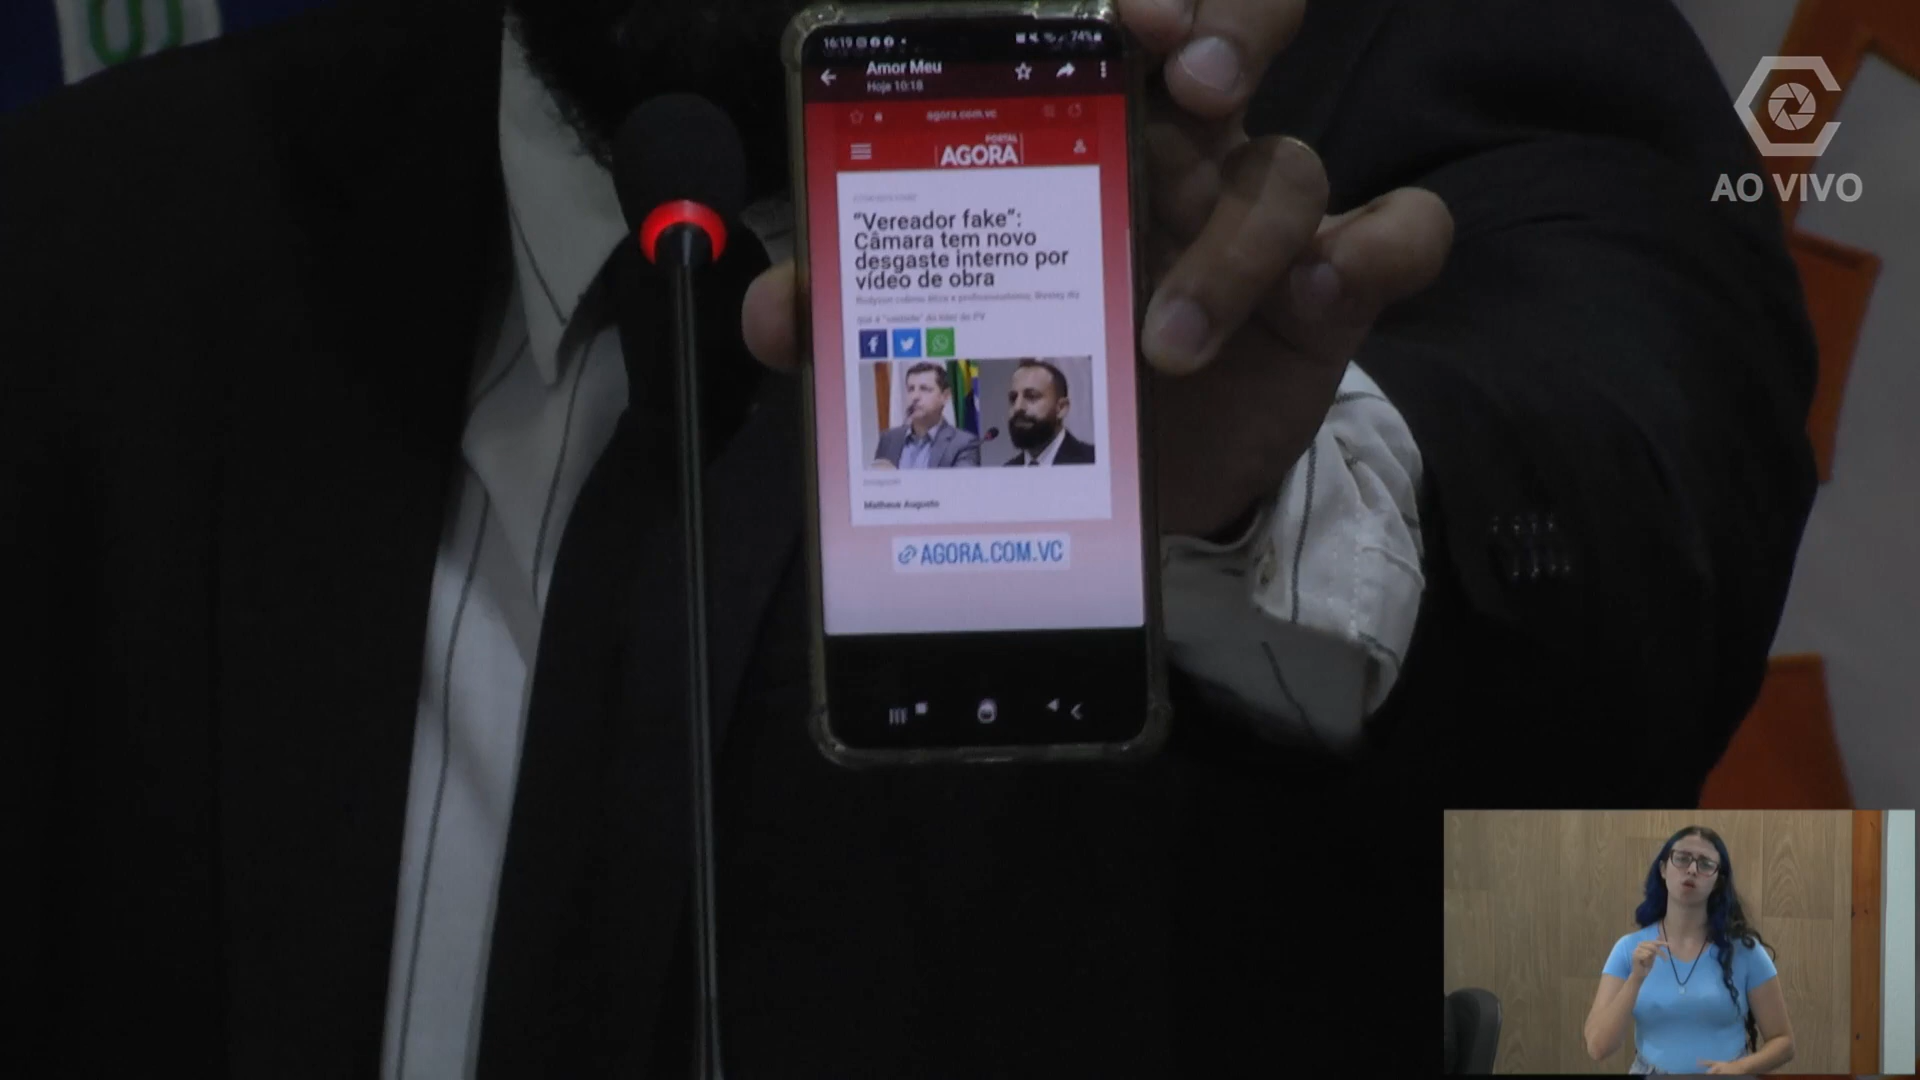 16:19
74%
Amor Meu
Hoje 10:18
agora.com.vc
PORTAL
AGORA
"Vereador fake":
Câmara tem novo
desgaste interno por
vídeo de obra
Matheus Augusto
AGORA.COM.VC
AO VIVO